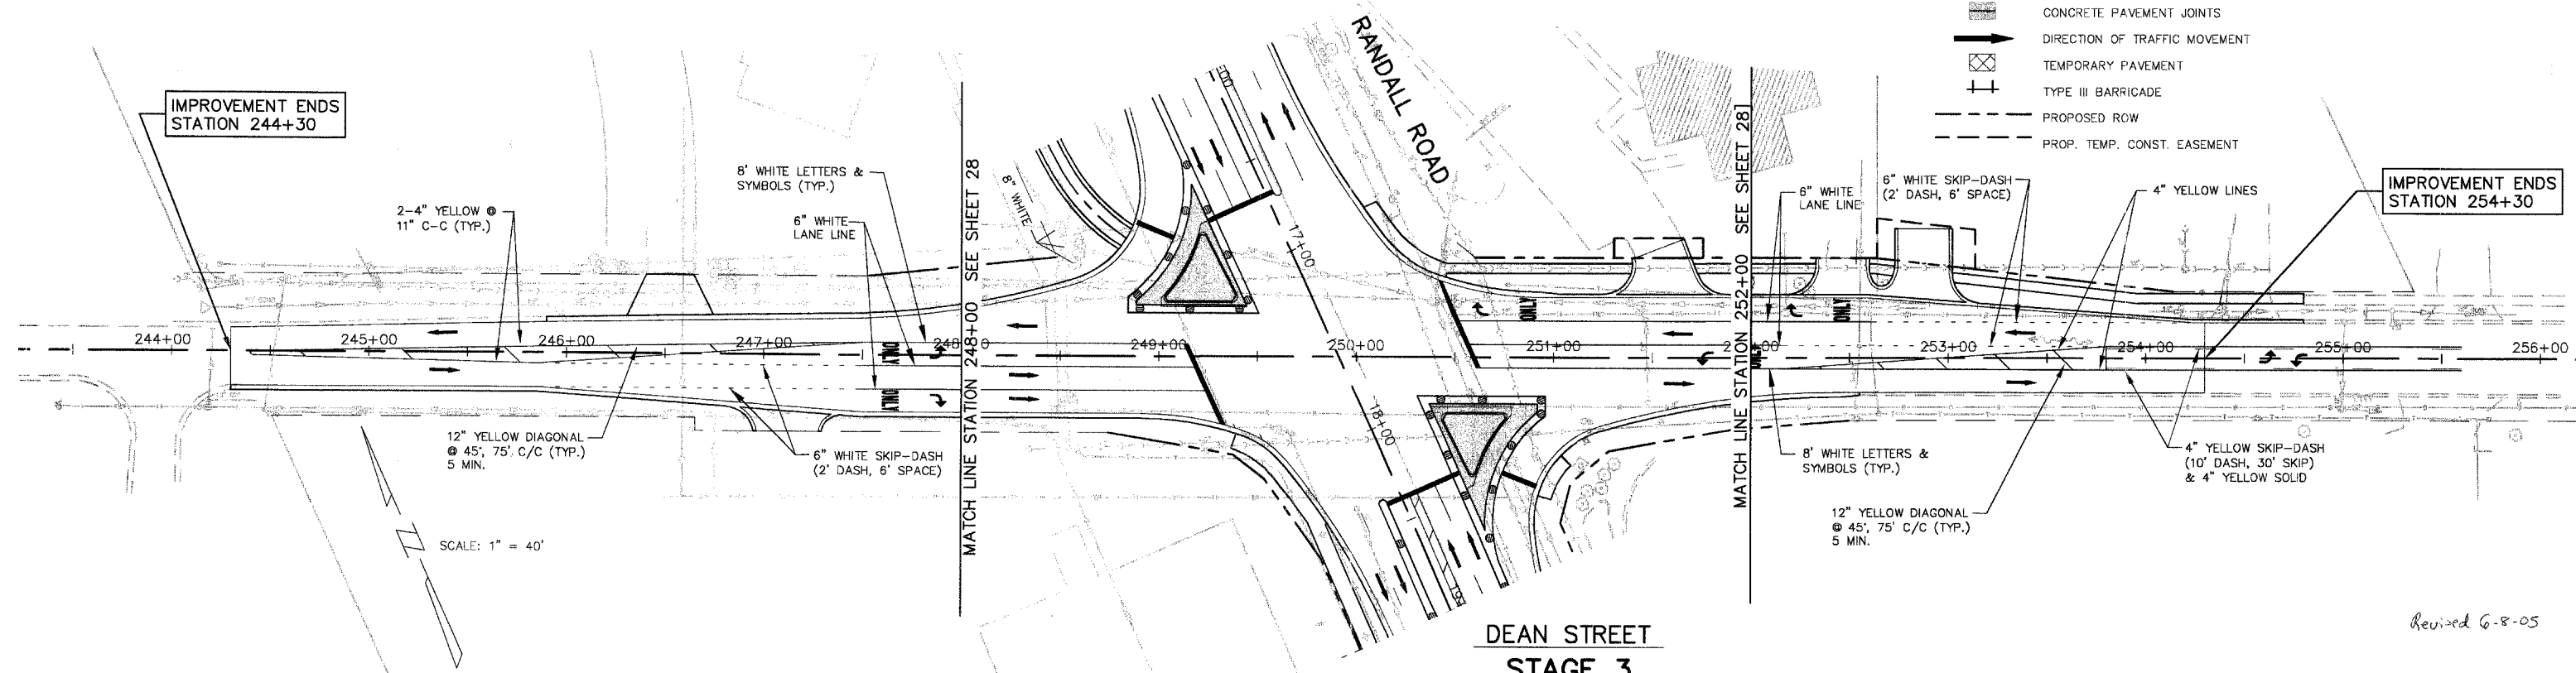 CONCRETE PAVEMENT JOINTS
DIRECTION OF TRAFFIC MOVEMENT
TEMPORARY PAVEMENT
TYPE III BARRICADE
PROPOSED ROW
PROP. TEMP. CONST. EASEMENT
IMPROVEMENT ENDS
STATION 244+30
2-4" YELLOW @
11" C-C (TYP.)
8' WHITE LETTERS &
SYMBOLS (TYP.)
6" WHITE
LANE LINE
MATCH LINE STATION 248+00 SEE SHEET 28
8" WHITE
RANDALL ROAD
MATCH LINE STATION 252+00 SEE SHEET 28]
6" WHITE
LANE LINE
6" WHITE SKIP-DASH
(2' DASH, 6' SPACE)
4" YELLOW LINES
IMPROVEMENT ENDS
STATION 254+30
17+00
18+00
ONLY
ONLY
ONLY
ONLY
244+00
245+00
246+00
247+00
249+00
250+00
251+00
253+00
254+00
255+00
256+00
12" YELLOW DIAGONAL
@ 45°, 75' C/C (TYP.)
5 MIN.
6" WHITE SKIP-DASH
(2' DASH, 6' SPACE)
8' WHITE LETTERS &
SYMBOLS (TYP.)
4" YELLOW SKIP-DASH
(10' DASH, 30' SKIP)
& 4" YELLOW SOLID
12" YELLOW DIAGONAL
@ 45°, 75' C/C (TYP.)
5 MIN.
SCALE: 1" = 40'
DEAN STREET
STAGE 3
Revised 6-8-05